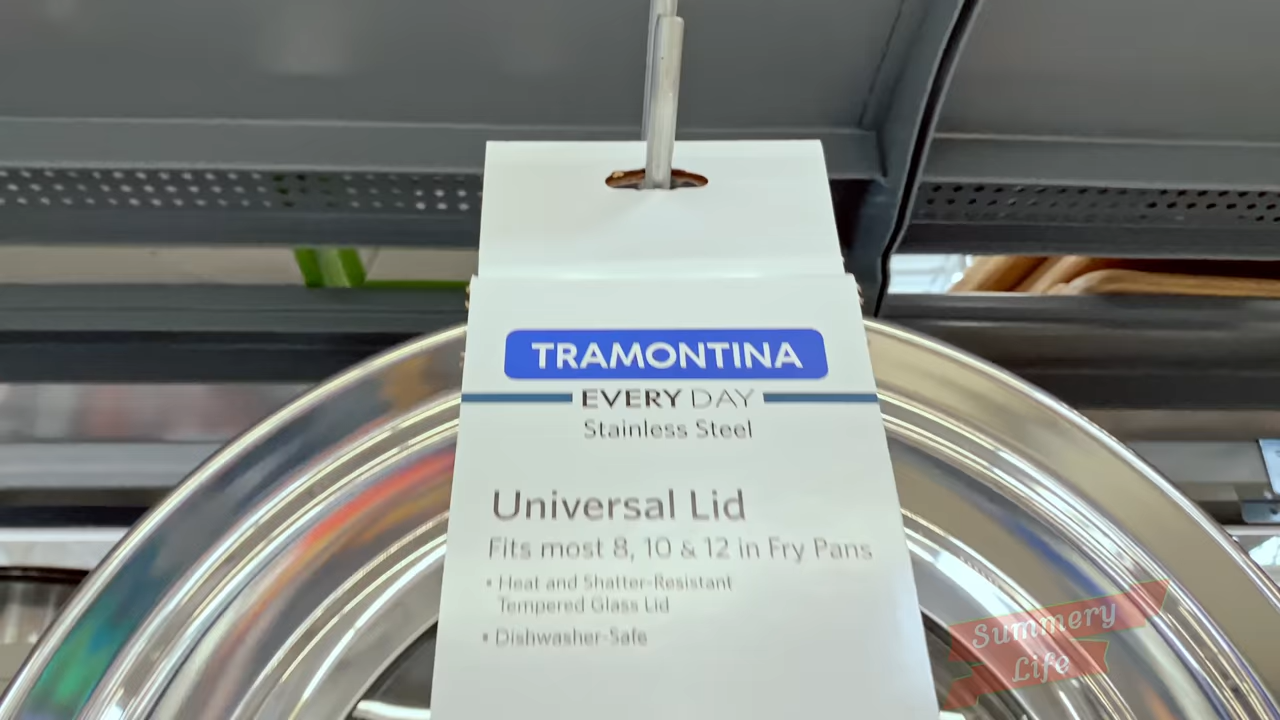 TRAMONTINA
EVERY DAY
Stainless Steel
Universal Lid
Fits most 8, 10 & 12 in Fry Pans
• Heat and Shatter-Resistant
Tempered Glass Lid
• Dishwasher-Safe
Summery
Life